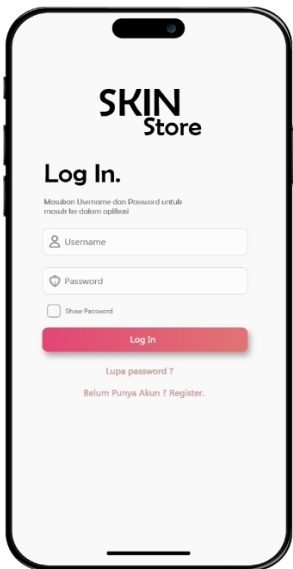 SKIN
Store
Log In.
Masukan Username dan Password untuk
masuk ke dalam aplikasi
Username
Password
Show Password
Log In
Lupa password ?
Belum Punya Akun ? Register.